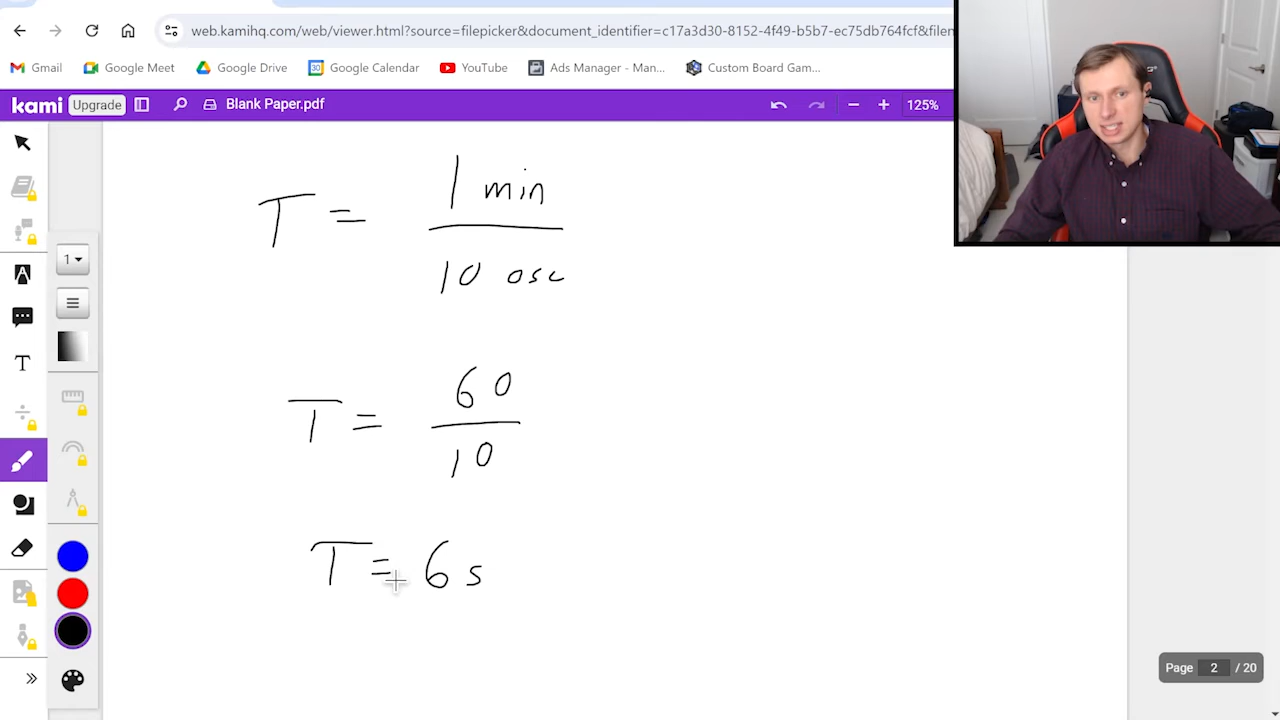 web.kamihq.com/web/viewer.html?source=filepicker&document_identifier=c17a3d30-8152-4f49-b5b7-ec75db764fcf&filen
Gmail Google Meet Google Drive 30 Google Calendar YouTube Ads Manager - Man... Custom Board Gam...
kami Upgrade Blank Paper.pdf 125%
T = 1 min
10 osc
T = 60
10
T = 6 s
1
T
Page 2 / 20